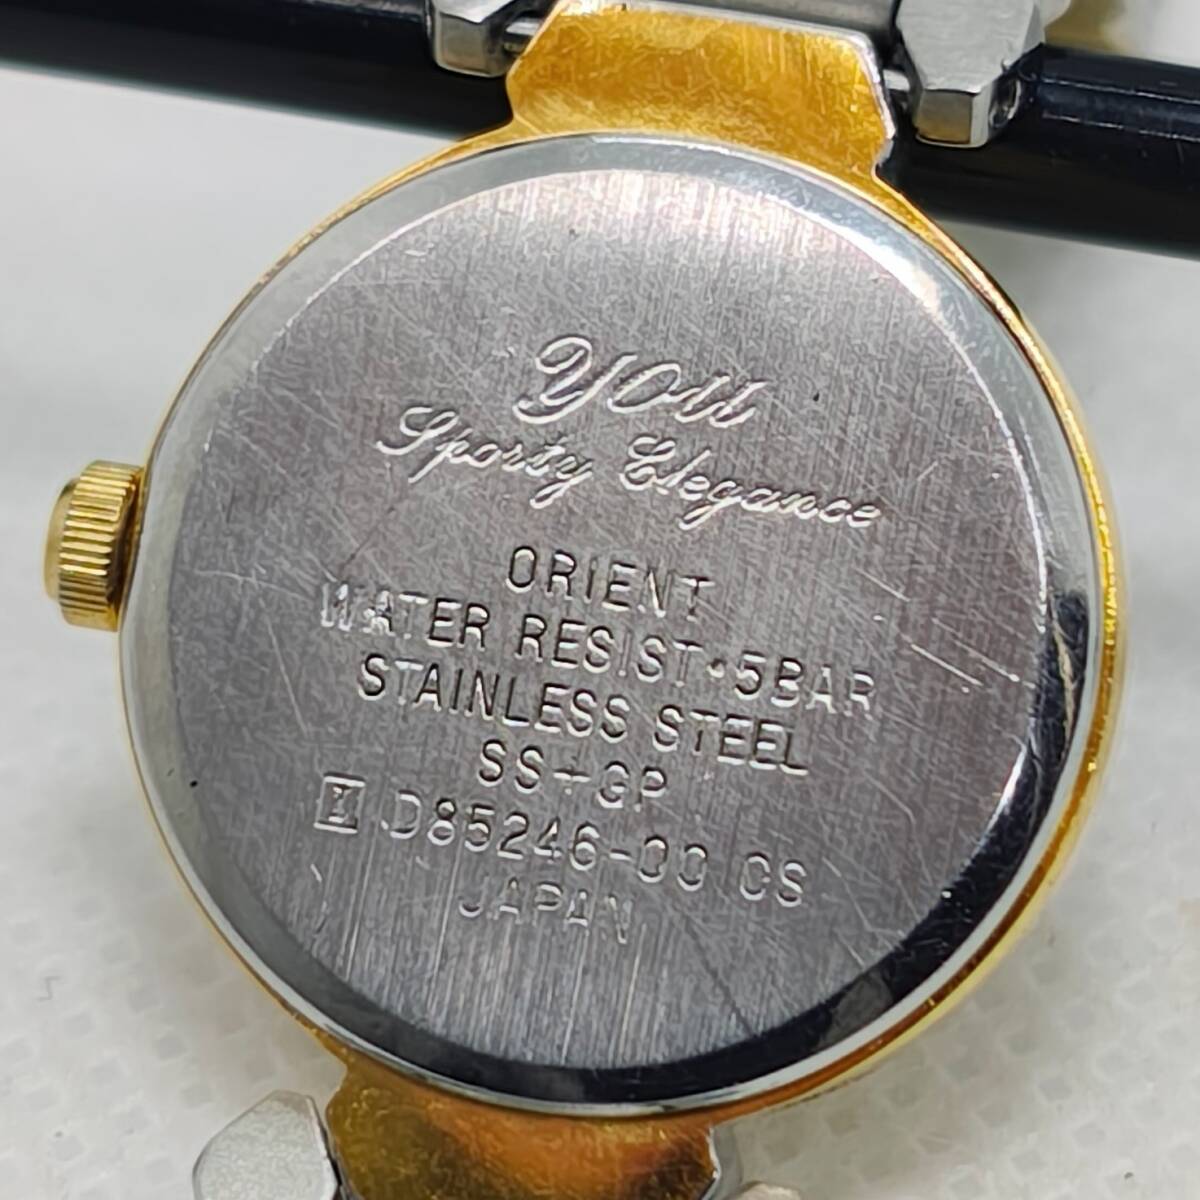 YOU
Sporty Elegance
ORIENT
WATER RESIST•5BAR
STAINLESS STEEL
SS+GP
D85246-00 CS
JAPAN